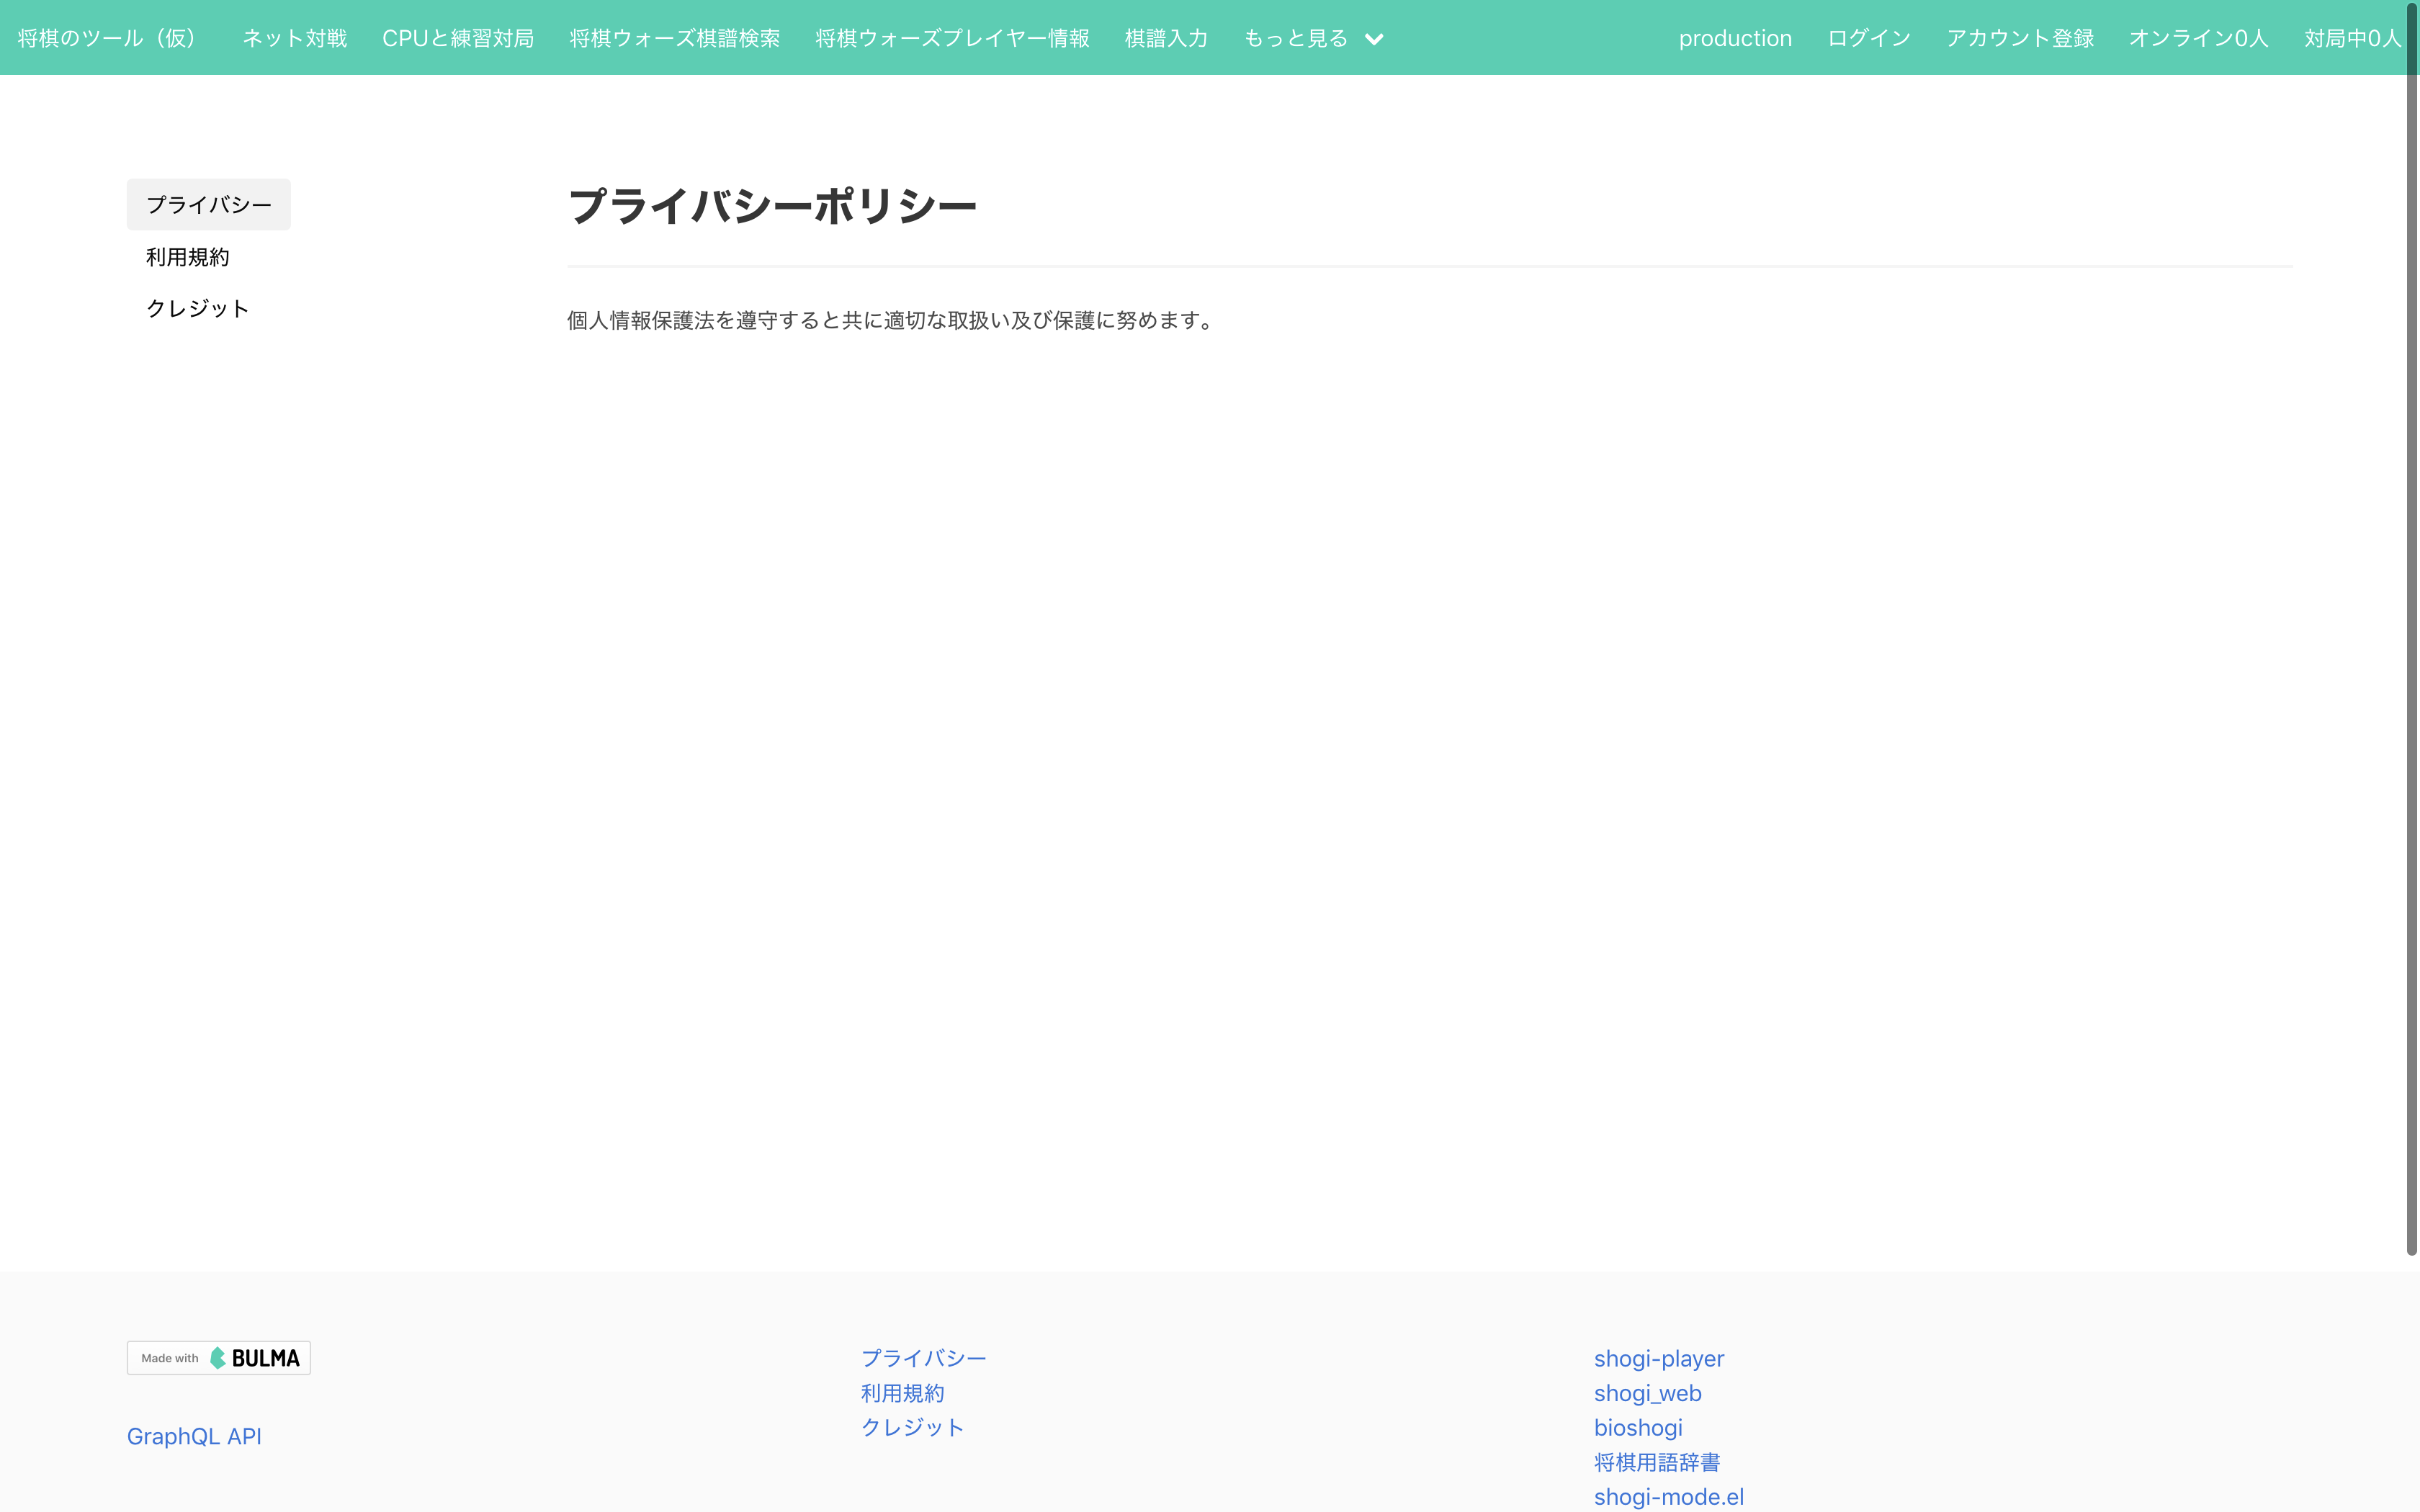 将棋のツール（仮） ネット対戦 CPUと練習対局 将棋ウォーズ棋譜検索 将棋ウォーズプレイヤー情報 棋譜入力 もっと見る production ログイン アカウント登録 オンライン0人 対局中0人
プライバシー
利用規約
クレジット
プライバシーポリシー
個人情報保護法を遵守すると共に適切な取扱い及び保護に努めます。
Made with BULMA
GraphQL API
プライバシー
利用規約
クレジット
shogi-player
shogi_web
bioshogi
将棋用語辞書
shogi-mode.el